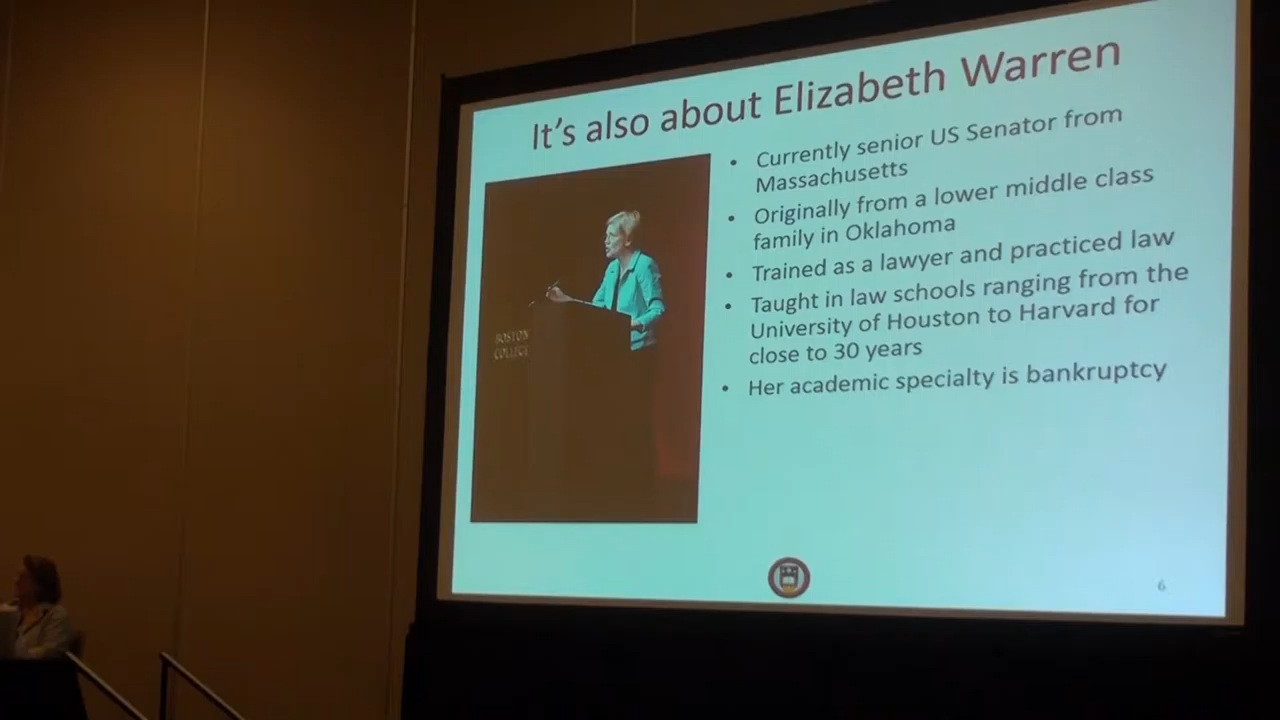 It's also about Elizabeth Warren
• Currently senior US Senator from
Massachusetts
• Originally from a lower middle class
family in Oklahoma
• Trained as a lawyer and practiced law
• Taught in law schools ranging from the
University of Houston to Harvard for
close to 30 years
• Her academic specialty is bankruptcy
BOSTON
COLLEGE
6